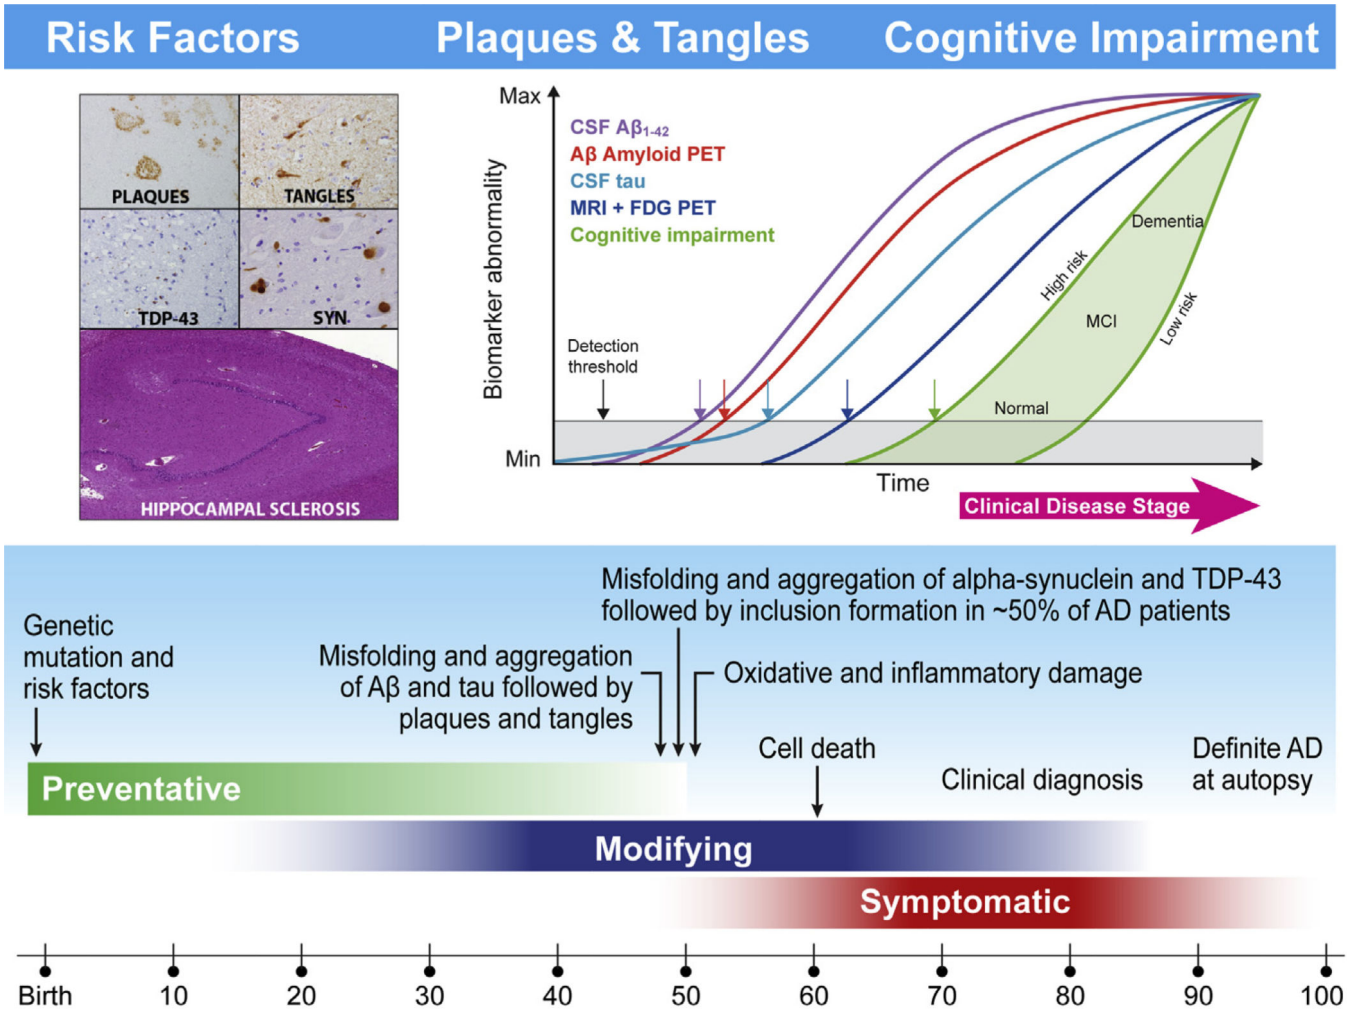 Risk Factors
Plaques & Tangles
Cognitive Impairment
PLAQUES
TANGLES
TDP-43
SYN
HIPPOCAMPAL SCLEROSIS
Max
CSF Aβ1-42
Aβ Amyloid PET
CSF tau
MRI + FDG PET
Cognitive impairment
Biomarker abnormality
Detection
threshold
Dementia
High risk
MCI
Low risk
Normal
Min
Time
Clinical Disease Stage
Misfolding and aggregation of alpha-synuclein and TDP-43
followed by inclusion formation in ~50% of AD patients
Genetic
mutation and
risk factors
Misfolding and aggregation
of Aβ and tau followed by
plaques and tangles
Oxidative and inflammatory damage
Cell death
Clinical diagnosis
Definite AD
at autopsy
Preventative
Modifying
Symptomatic
Birth 10 20 30 40 50 60 70 80 90 100